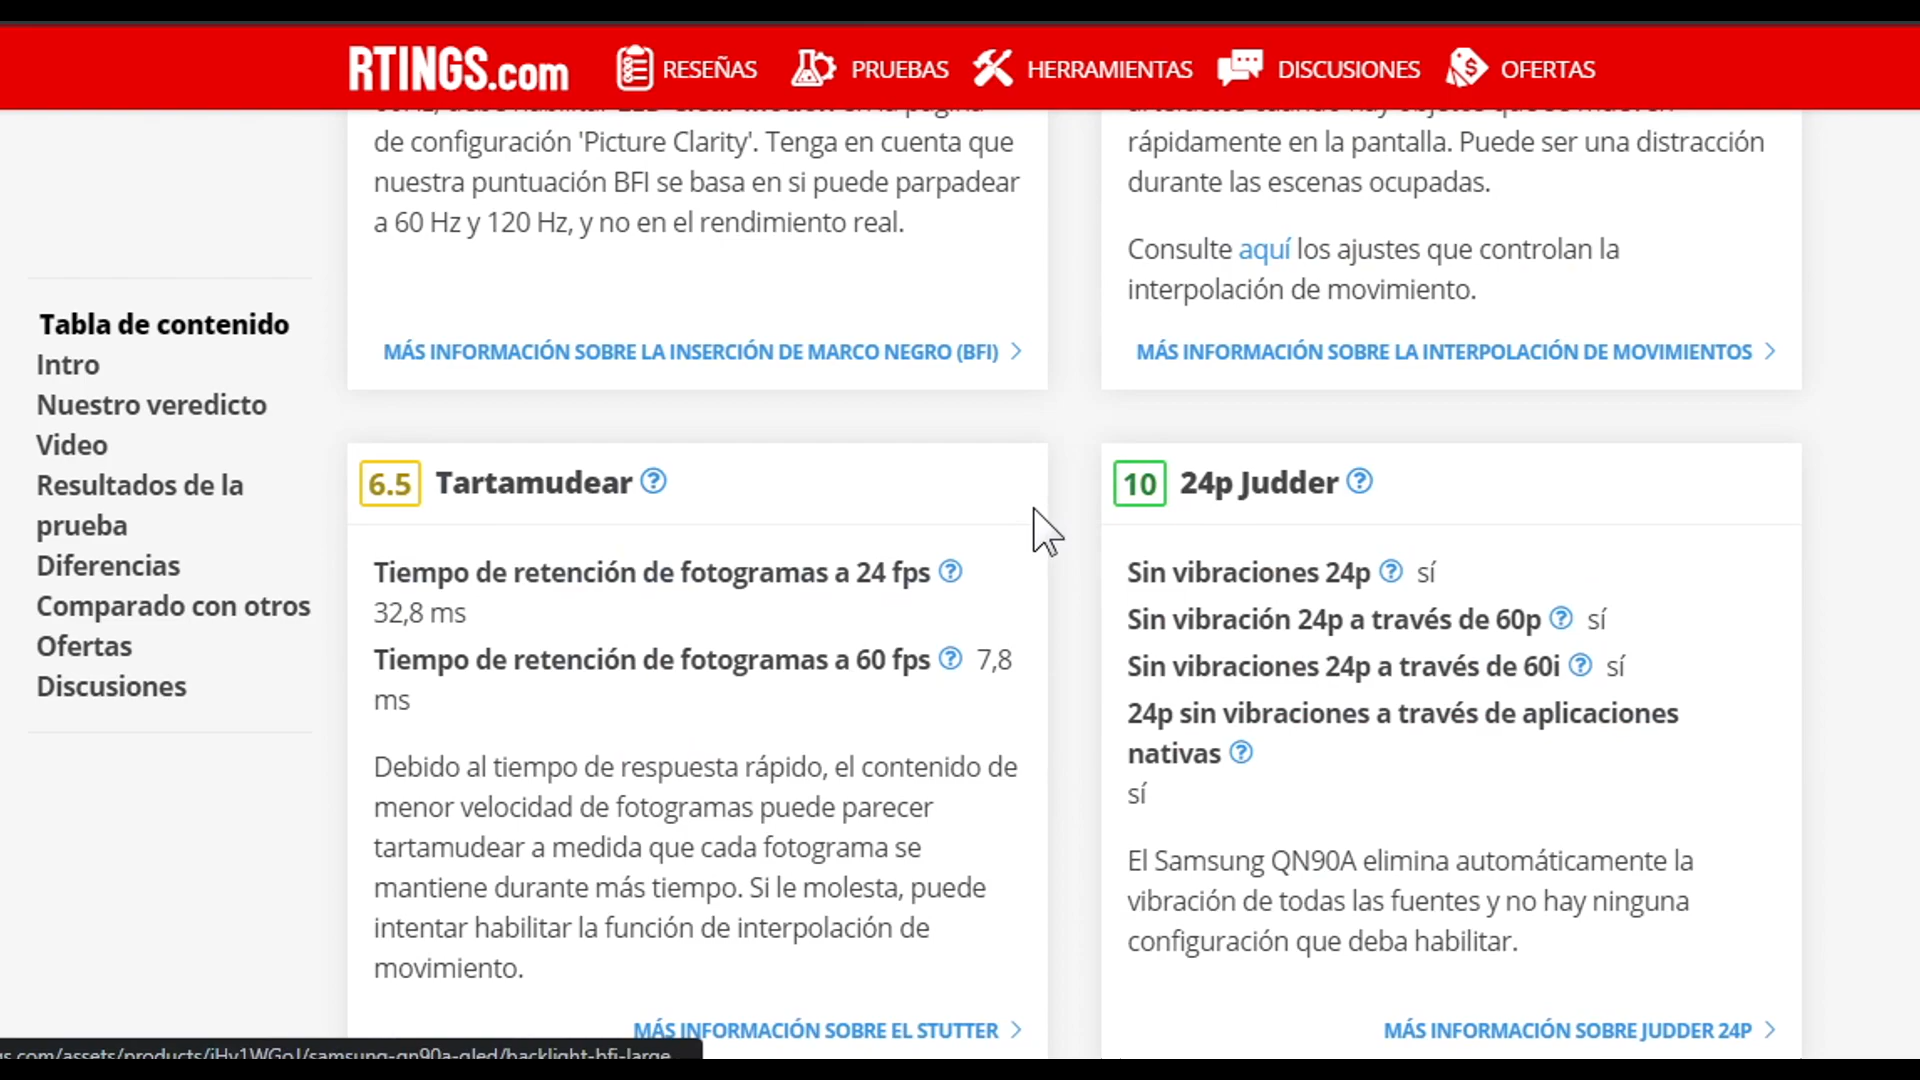 RTINGS.com
RESEÑAS
PRUEBAS
HERRAMIENTAS
DISCUSIONES
OFERTAS
Tabla de contenido
Intro
Nuestro veredicto
Video
Resultados de la
prueba
Diferencias
Comparado con otros
Ofertas
Discusiones
de configuración 'Picture Clarity'. Tenga en cuenta que
nuestra puntuación BFI se basa en si puede parpadear
a 60 Hz y 120 Hz, y no en el rendimiento real.
MÁS INFORMACIÓN SOBRE LA INSERCIÓN DE MARCO NEGRO (BFI)
rápidamente en la pantalla. Puede ser una distracción
durante las escenas ocupadas.
Consulte aquí los ajustes que controlan la
interpolación de movimiento.
MÁS INFORMACIÓN SOBRE LA INTERPOLACIÓN DE MOVIMIENTOS
6.5 Tartamudear ?
Tiempo de retención de fotogramas a 24 fps ?
32,8 ms
Tiempo de retención de fotogramas a 60 fps ? 7,8
ms
Debido al tiempo de respuesta rápido, el contenido de
menor velocidad de fotogramas puede parecer
tartamudear a medida que cada fotograma se
mantiene durante más tiempo. Si le molesta, puede
intentar habilitar la función de interpolación de
movimiento.
MÁS INFORMACIÓN SOBRE EL STUTTER
10 24p Judder ?
Sin vibraciones 24p ? sí
Sin vibración 24p a través de 60p ? sí
Sin vibraciones 24p a través de 60i ? sí
24p sin vibraciones a través de aplicaciones
nativas ?
sí
El Samsung QN90A elimina automáticamente la
vibración de todas las fuentes y no hay ninguna
configuración que deba habilitar.
MÁS INFORMACIÓN SOBRE JUDDER 24P